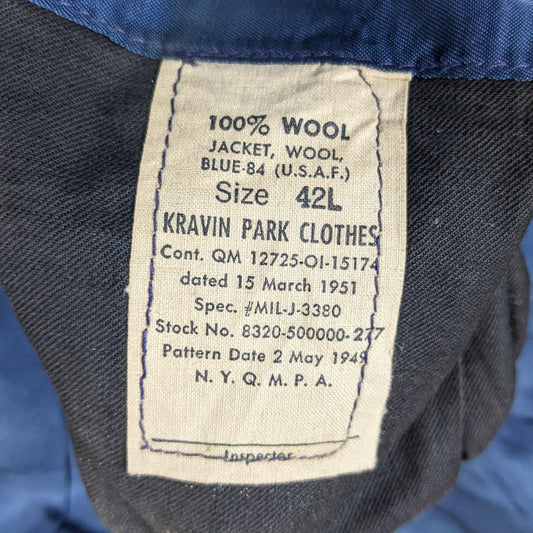 100% WOOL
JACKET, WOOL,
BLUE-84 (U.S.A.F.)
Size 42L
KRAVIN PARK CLOTHES
Cont. QM 12725-OI-15174
dated 15 March 1951
Spec. #MIL-J-3380
Stock No. 8320-500000-277
Pattern Date 2 May 1949
N. Y. Q. M. P. A.
Inspector